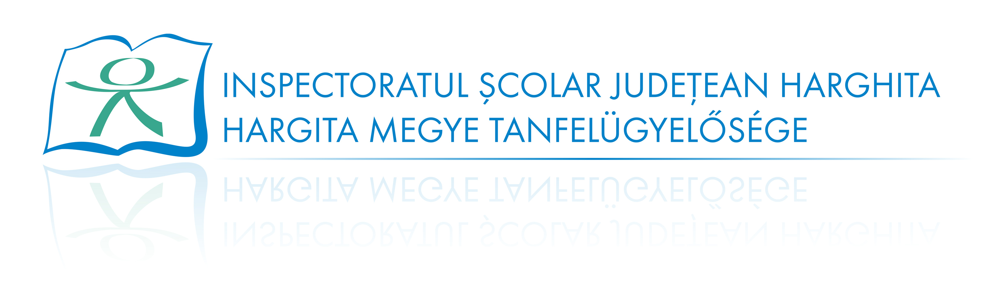 INSPECTORATUL ȘCOLAR JUDEȚEAN HARGHITA
HARGITA MEGYE TANFELÜGYELŐSÉGE